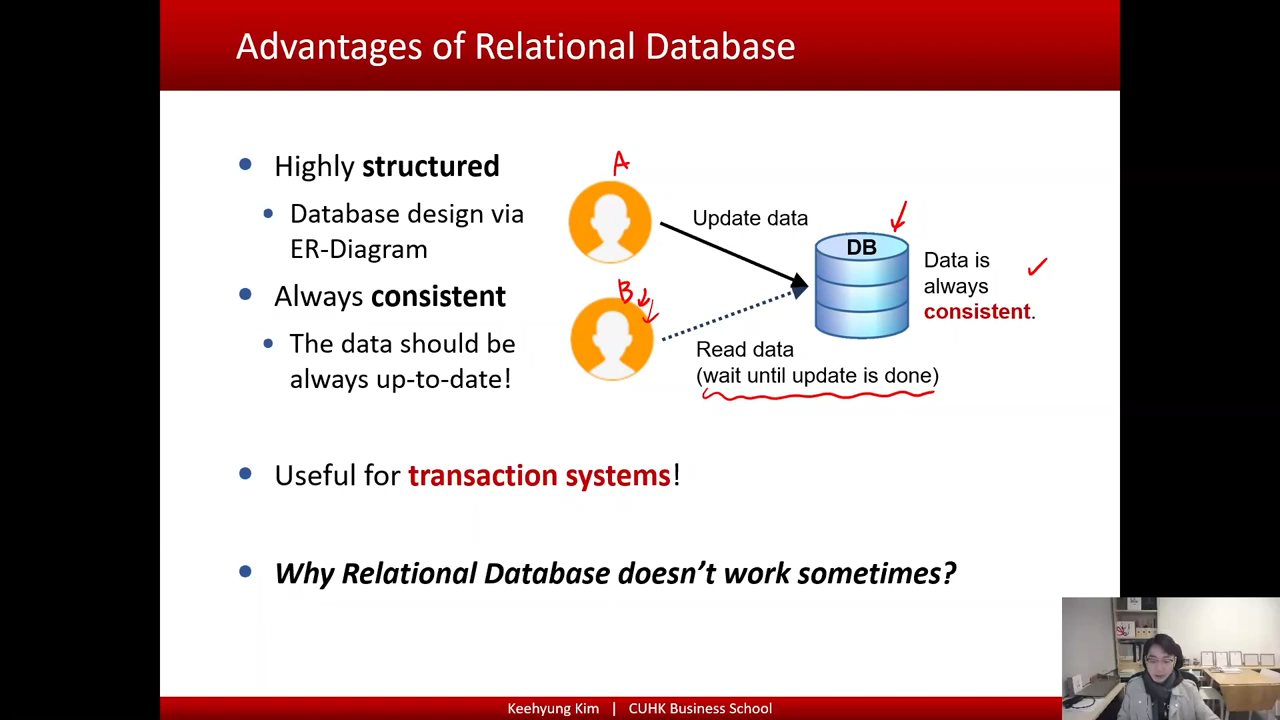 Advantages of Relational Database
Highly structured
Database design via
ER-Diagram
Always consistent
The data should be
always up-to-date!
A
Update data
DB
Data is
always
consistent.
B
Read data
(wait until update is done)
Useful for transaction systems!
Why Relational Database doesn't work sometimes?
Keehyung Kim | CUHK Business School